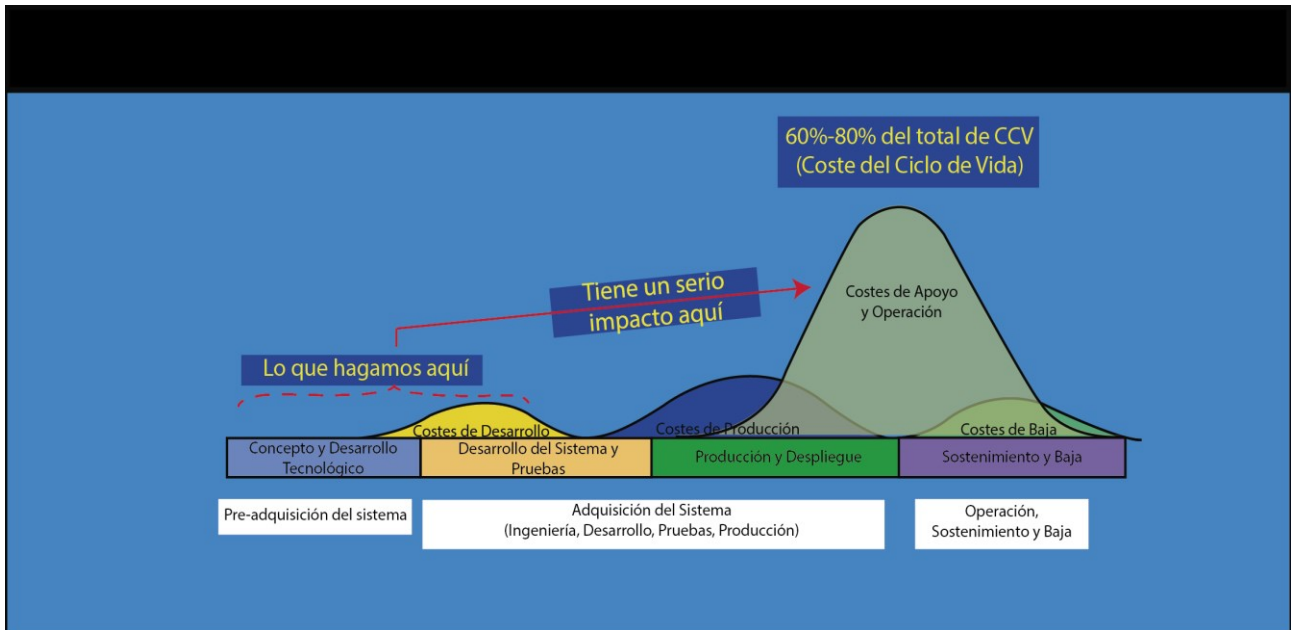 60%-80% del total de CCV
(Coste del Ciclo de Vida)
Tiene un serio
impacto aquí
Costes de Apoyo
y Operación
Lo que hagamos aquí
Costes de Desarrollo
Costes de Producción
Costes de Baja
Concepto y Desarrollo
Tecnológico
Desarrollo del Sistema y
Pruebas
Producción y Despliegue
Sostenimiento y Baja
Pre-adquisición del sistema
Adquisición del Sistema
(Ingeniería, Desarrollo, Pruebas, Producción)
Operación,
Sostenimiento y Baja